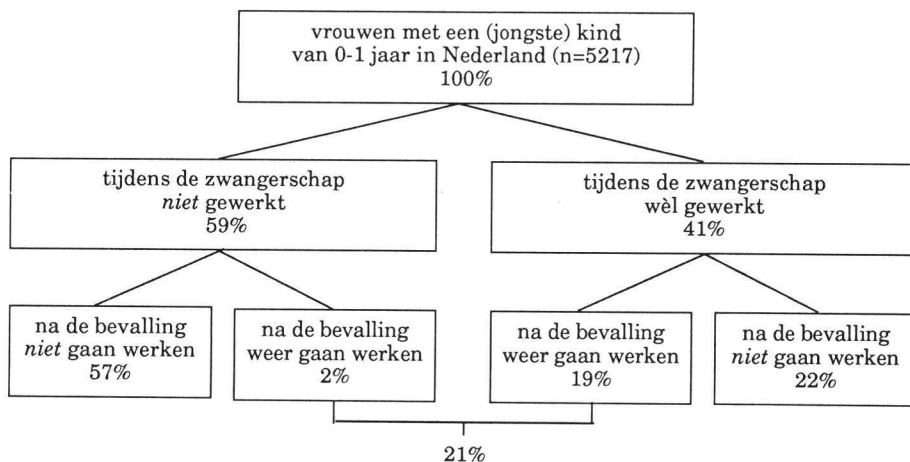 vrouwen met een (jongste) kind
van 0-1 jaar in Nederland (n=5217)
100%
tijdens de zwangerschap
niet gewerkt
59%
tijdens de zwangerschap
wèl gewerkt
41%
na de bevalling
niet gaan werken
57%
na de bevalling
weer gaan werken
2%
na de bevalling
weer gaan werken
19%
na de bevalling
niet gaan werken
22%
21%